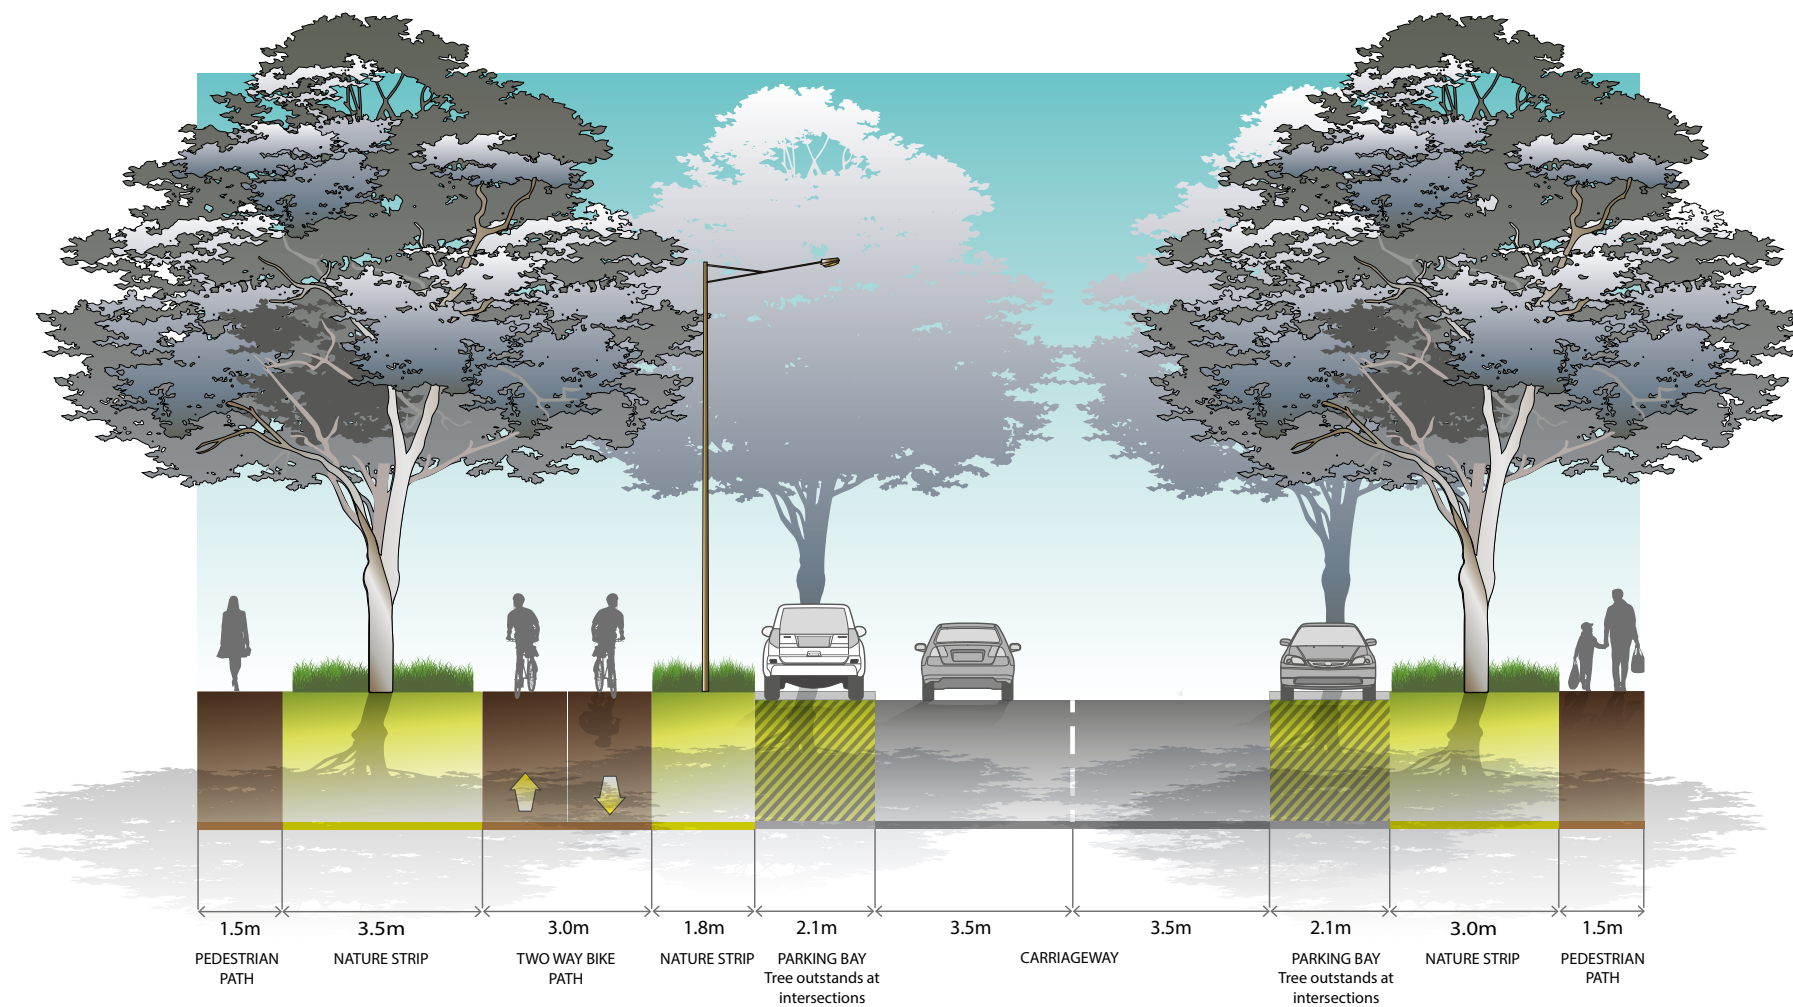 1.5m
3.5m
3.0m
1.8m
2.1m
3.5m
3.5m
2.1m
3.0m
1.5m
PEDESTRIAN
PATH
NATURE STRIP
TWO WAY BIKE
PATH
NATURE STRIP
PARKING BAY
Tree outstands at
intersections
CARRIAGEWAY
PARKING BAY
Tree outstands at
intersections
NATURE STRIP
PEDESTRIAN
PATH